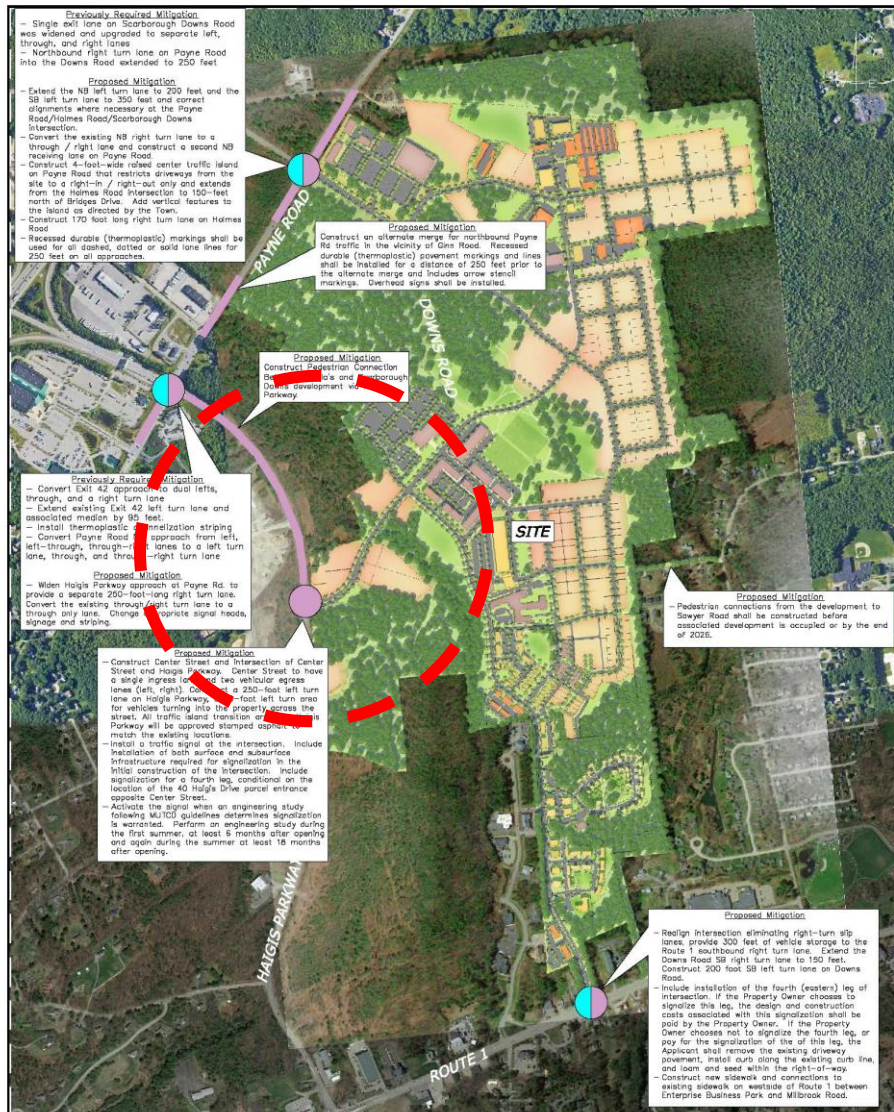 Previously Required Mitigation
- Single exit lane on Scarborough Downs Road
was widened and upgraded to separate left,
through, and right lanes
- Northbound right turn lane on Payne Road
into the Downs Road extended to 250 feet
Proposed Mitigation
- Extend the NB left turn lane to 200 feet and the
SB left turn lane to 350 feet and correct
alignments where necessary at the Payne
Road/Holmes Road/Scarborough Downs
intersection.
- Convert the existing NB right turn lane to a
through / right lane and construct a second NB
receiving lane on Payne Road.
- Construct 4-foot-wide raised center traffic island
on Payne Road that restricts driveways from the
site to a right-in / right-out only and extends
from the Holmes Road intersection to 150-feet
north of Bridges Drive. Add vertical features to
the island as directed by the Town.
- Construct 170 foot long right turn lane on Holmes
Road
- Recessed durable (thermoplastic) markings shall be
used for all dashed, dotted or solid lane lines for
250 feet on all approaches.
PAYNE ROAD
Proposed Mitigation
Construct an alternate merge for northbound Payne
Rd traffic in the vicinity of Ginn Road. Recessed
durable (thermoplastic) pavement markings and lines
shall be installed for a distance of 250 feet prior to
the alternate merge and includes arrow stencil
markings. Overhead signs shall be installed.
DOWNS ROAD
Proposed Mitigation
Construct Pedestrian Connection
and
Downs development via
Parkway.
Previously Required Mitigation
- Convert Exit 42 approach to dual lefts,
through, and a right turn lane
- Extend existing Exit 42 left turn lane and
associated median by 95 feet.
- Install thermoplastic channelization striping
- Convert Payne Road approach from left,
left-through, through-right lanes to a left turn
lane, through, and through-right turn lane
Proposed Mitigation
- Widen Haigis Parkway approach at Payne Rd. to
provide a separate 250-foot-long right turn lane.
Convert the existing through/right turn lane to a
through only lane. Change appropriate signal heads,
signage and striping.
SITE
Proposed Mitigation
- Pedestrian connections from the development to
Sawyer Road shall be constructed before
associated development is occupied or by the end
of 2025.
Proposed Mitigation
- Construct Center Street and intersection of Center
Street and Haigis Parkway. Center Street to have
a single ingress lane and two vehicular egress
lanes (left, right). Construct a 250-foot left turn
lane on Haigis Parkway, -foot left turn area
for vehicles turning into the property across the
street. All traffic island transition
Parkway will be approved stamped asphalt to
match the existing locations.
- Install a traffic signal at the intersection. Include
installation of both surface and subsurface
infrastructure required for signalization in the
initial construction of the intersection. Include
signalization for a fourth leg, conditional on the
location of the 40 Haigis Drive parcel entrance
opposite Center Street.
- Activate the signal when an engineering study
following MUTCD guidelines determines signalization
is warranted. Perform an engineering study during
the first summer, at least 6 months after opening
and again during the summer at least 18 months
after opening.
HAIGIS PARKWAY
Proposed Mitigation
- Realign intersection eliminating right-turn slip
lanes, provide 300 feet of vehicle storage to the
Route 1 southbound right turn lane. Extend the
Downs Road SB right turn lane to 150 feet.
Construct 200 foot SB left turn lane on Downs
Road.
- Include installation of the fourth (eastern) leg of
intersection. If the Property Owner chooses to
signalize this leg, the design and construction
costs associated with this signalization shall be
paid by the Property Owner. If the Property
Owner chooses not to signalize the fourth leg, or
pay for the signalization of the of this leg, the
Applicant shall remove the existing driveway
pavement, install curb along the existing curb line,
and loam and seed within the right-of-way.
- Construct new sidewalk and connections to
existing sidewalk on westside of Route 1 between
Enterprise Business Park and Millbrook Road.
ROUTE 1